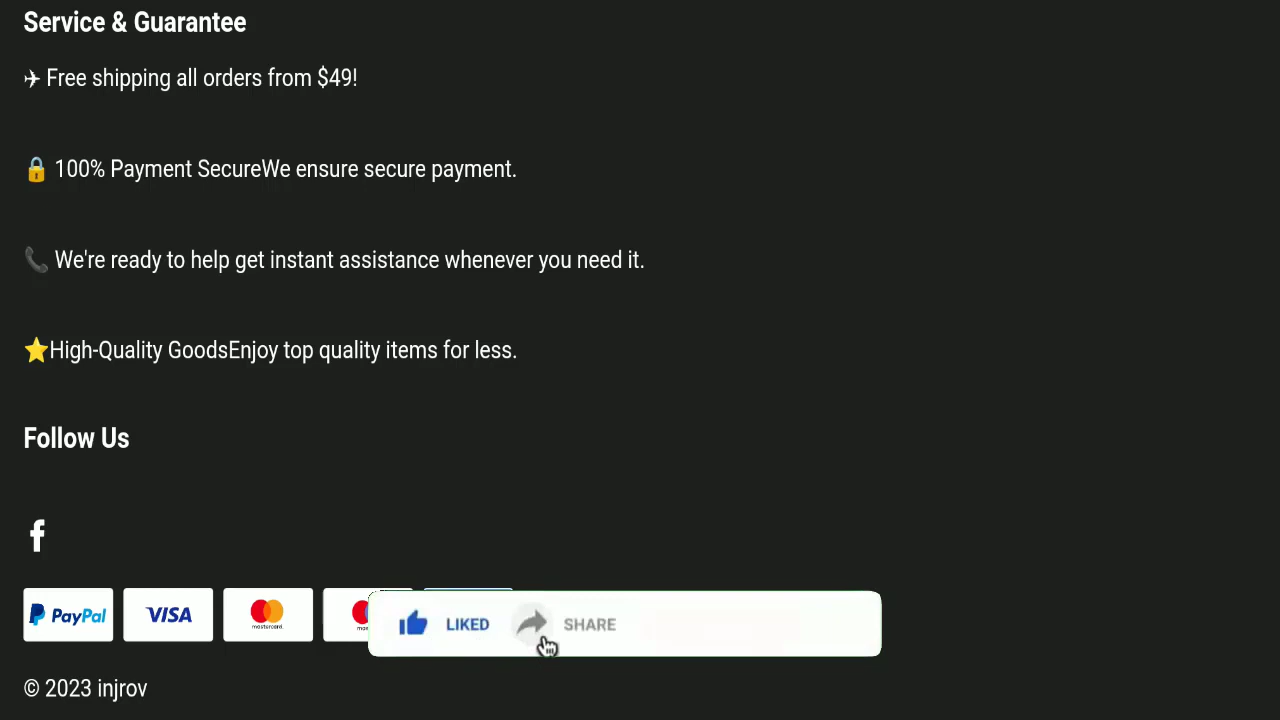 Service & Guarantee
✈ Free shipping all orders from $49!
🔒 100% Payment SecureWe ensure secure payment.
📞 We're ready to help get instant assistance whenever you need it.
⭐High-Quality GoodsEnjoy top quality items for less.
Follow Us
PayPal VISA mastercard. LIKED SHARE
© 2023 injrov